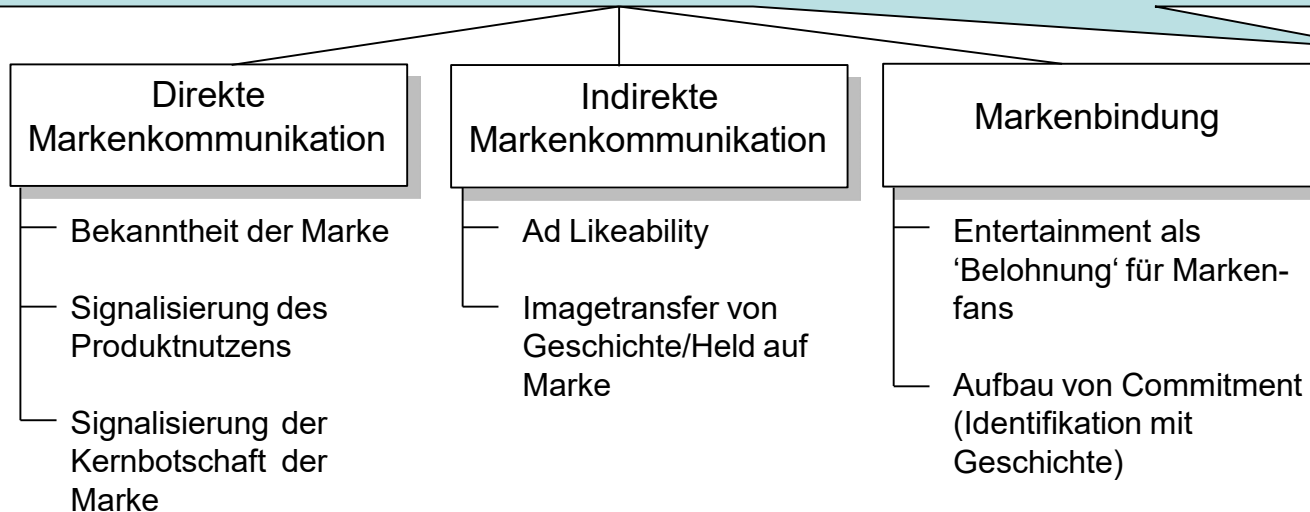 Direkte
Markenkommunikation
Bekanntheit der Marke
Signalisierung des
Produktnutzens
Signalisierung der
Kernbotschaft der
Marke
Indirekte
Markenkommunikation
Ad Likeability
Imagetransfer von
Geschichte/Held auf
Marke
Markenbindung
Entertainment als
‘Belohnung‘ für Marken-
fans
Aufbau von Commitment
(Identifikation mit
Geschichte)